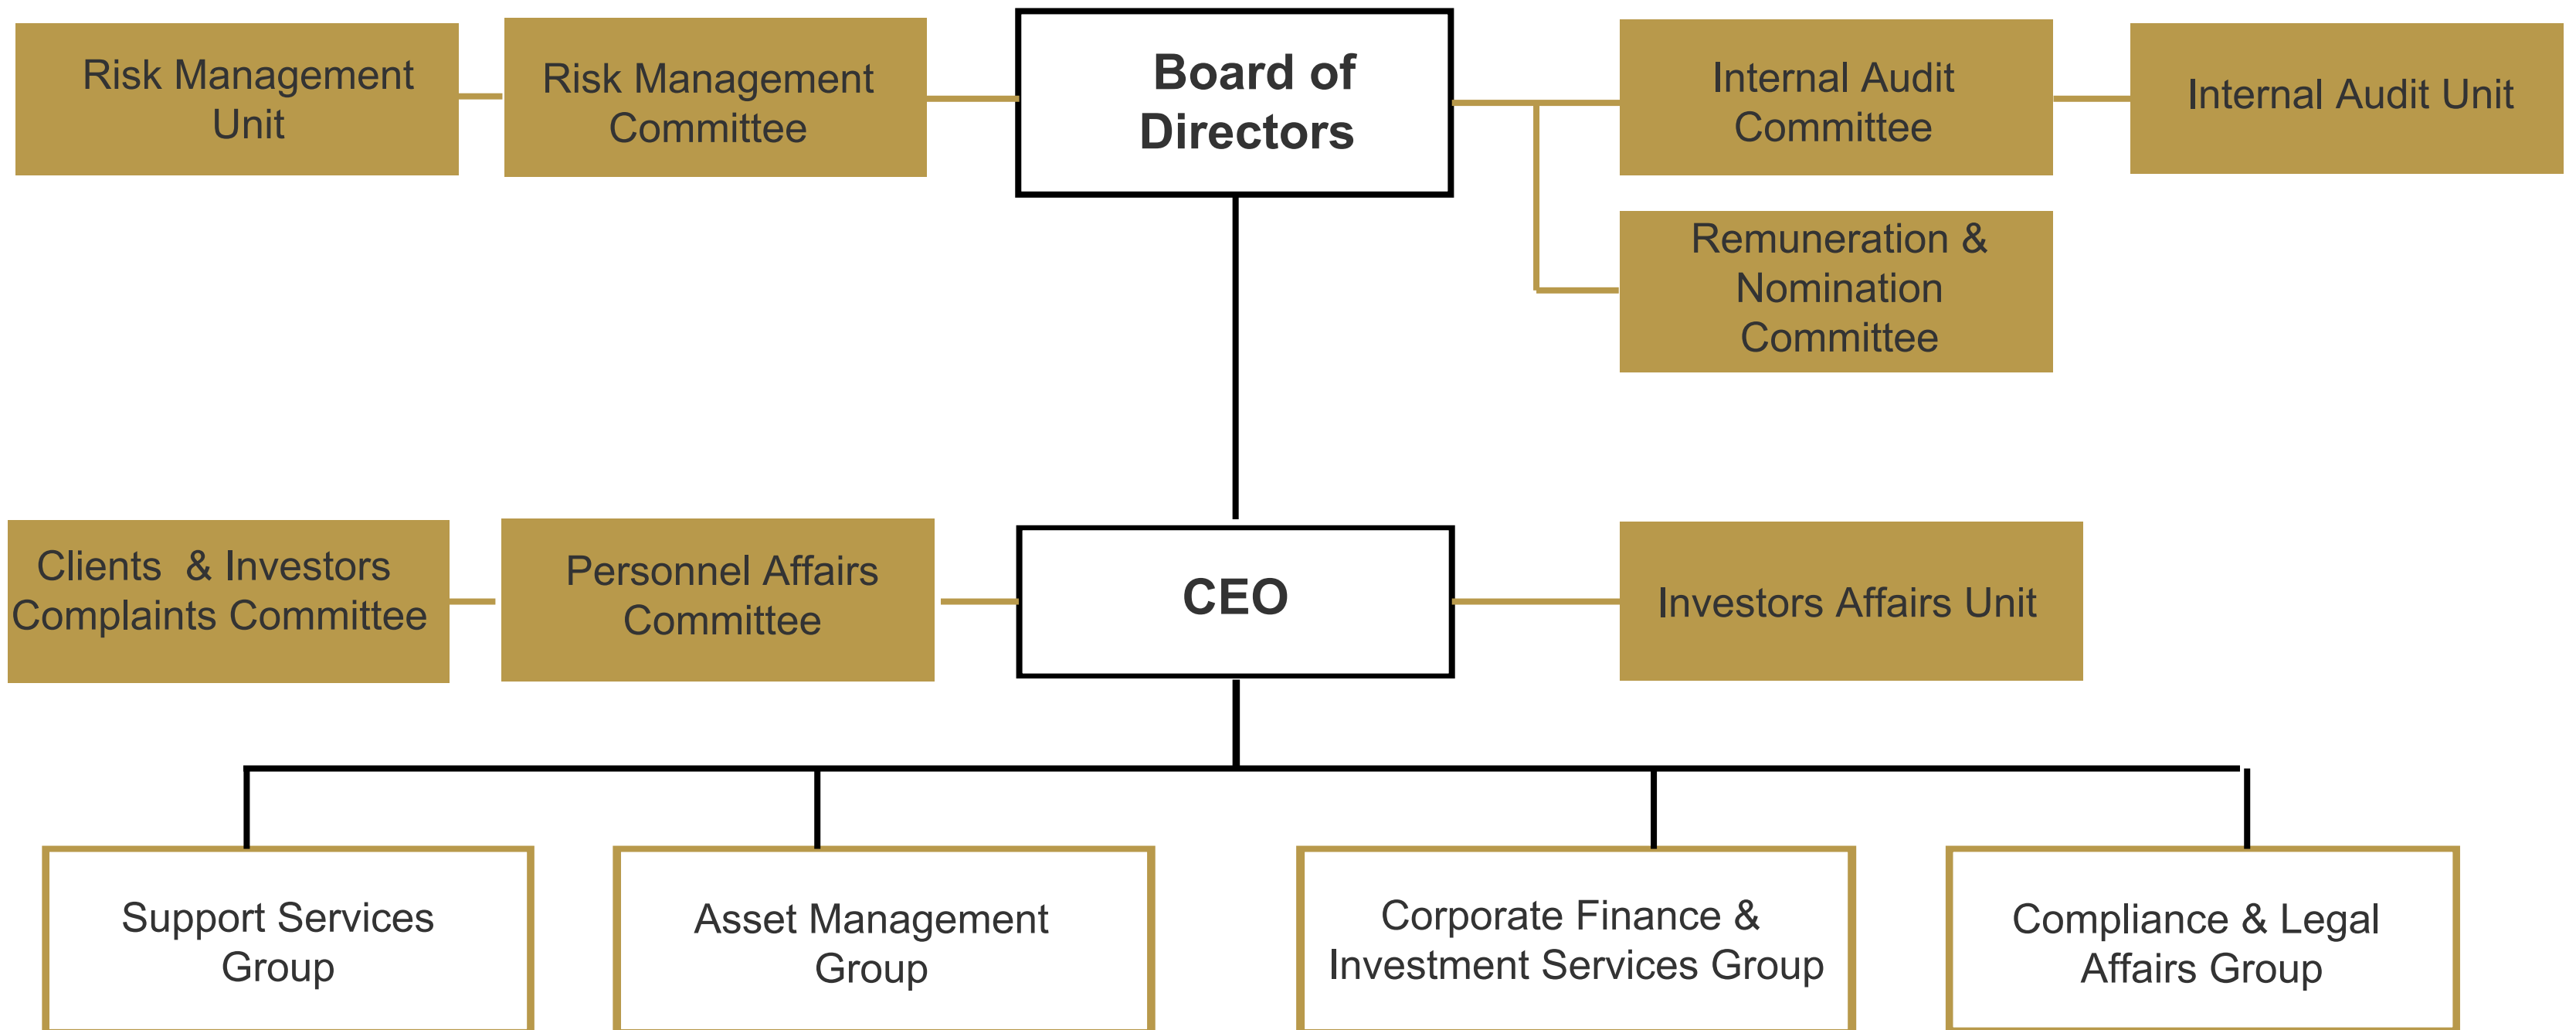 Risk Management
Unit
Risk Management
Committee
Board of
Directors
Internal Audit
Committee
Internal Audit Unit
Remuneration &
Nomination
Committee
Clients & Investors
Complaints Committee
Personnel Affairs
Committee
CEO
Investors Affairs Unit
Support Services
Group
Asset Management
Group
Corporate Finance &
Investment Services Group
Compliance & Legal
Affairs Group